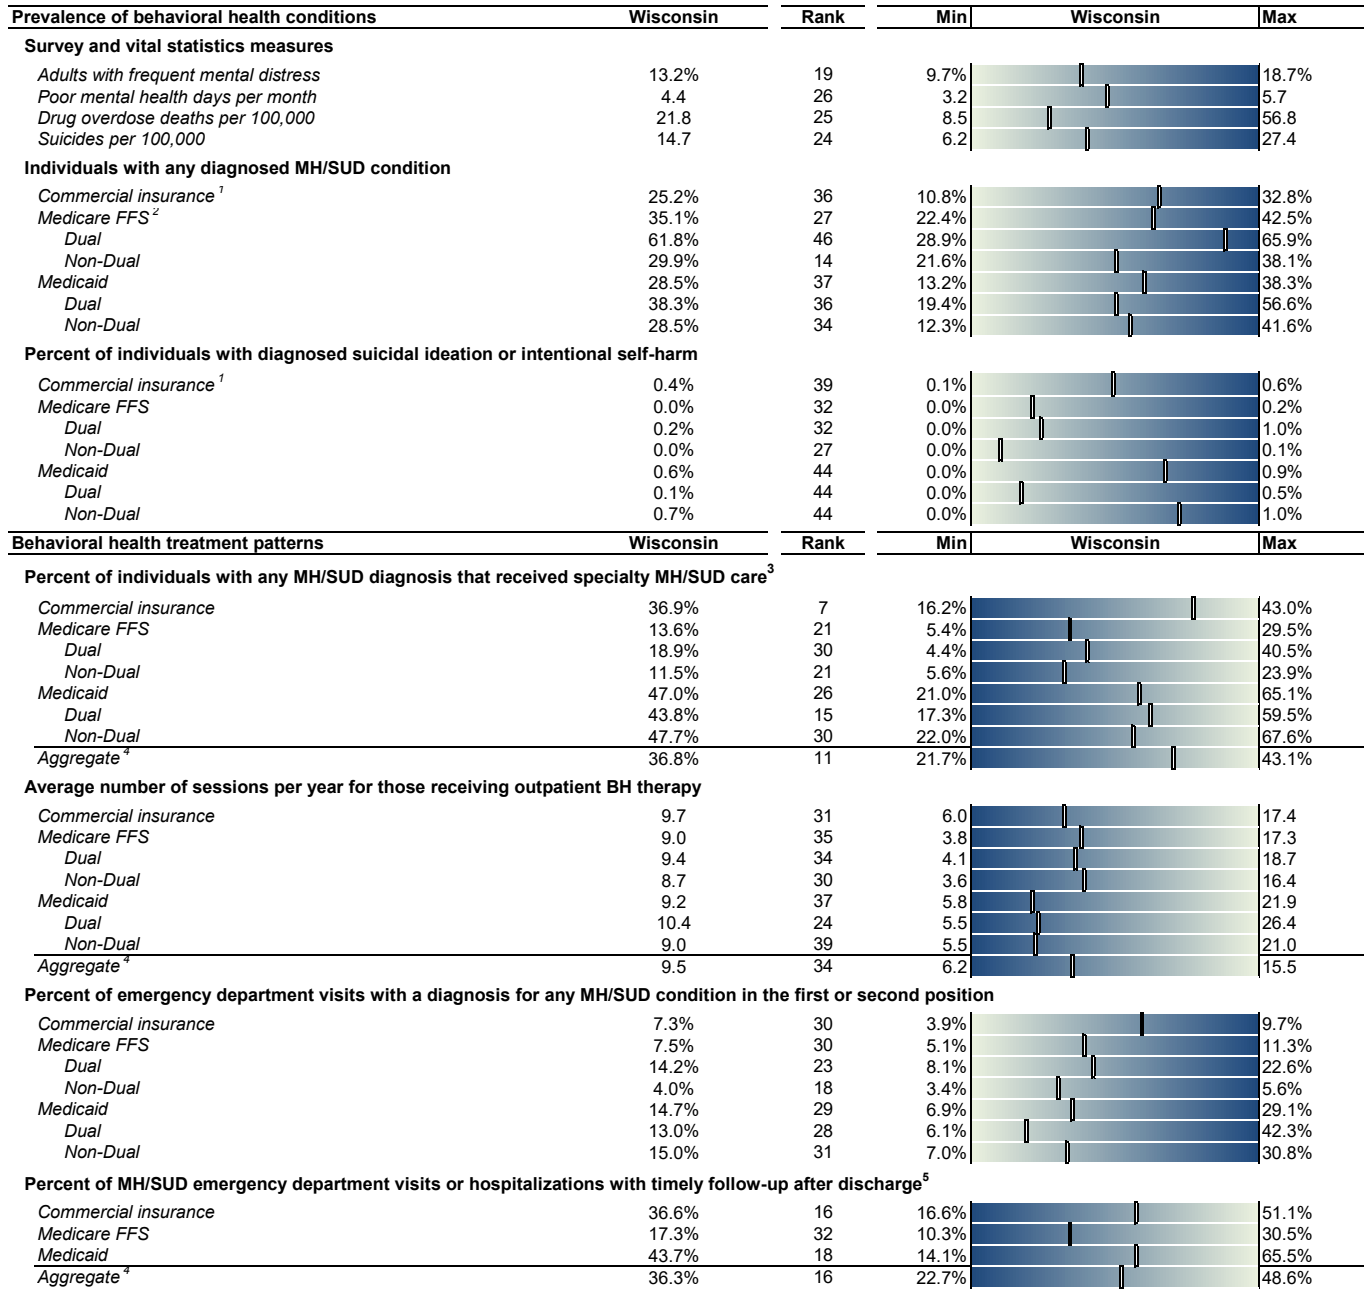 Prevalence of behavioral health conditions Wisconsin Rank Min Wisconsin Max
Survey and vital statistics measures
Adults with frequent mental distress 13.2% 19 9.7% 18.7%
Poor mental health days per month 4.4 26 3.2 5.7
Drug overdose deaths per 100,000 21.8 25 8.5 56.8
Suicides per 100,000 14.7 24 6.2 27.4
Individuals with any diagnosed MH/SUD condition
Commercial insurance 1 25.2% 36 10.8% 32.8%
Medicare FFS 2 35.1% 27 22.4% 42.5%
Dual 61.8% 46 28.9% 65.9%
Non-Dual 29.9% 14 21.6% 38.1%
Medicaid 28.5% 37 13.2% 38.3%
Dual 38.3% 36 19.4% 56.6%
Non-Dual 28.5% 34 12.3% 41.6%
Percent of individuals with diagnosed suicidal ideation or intentional self-harm
Commercial insurance 1 0.4% 39 0.1% 0.6%
Medicare FFS 0.0% 32 0.0% 0.2%
Dual 0.2% 32 0.0% 1.0%
Non-Dual 0.0% 27 0.0% 0.1%
Medicaid 0.6% 44 0.0% 0.9%
Dual 0.1% 44 0.0% 0.5%
Non-Dual 0.7% 44 0.0% 1.0%
Behavioral health treatment patterns Wisconsin Rank Min Wisconsin Max
Percent of individuals with any MH/SUD diagnosis that received specialty MH/SUD care3
Commercial insurance 36.9% 7 16.2% 43.0%
Medicare FFS 13.6% 21 5.4% 29.5%
Dual 18.9% 30 4.4% 40.5%
Non-Dual 11.5% 21 5.6% 23.9%
Medicaid 47.0% 26 21.0% 65.1%
Dual 43.8% 15 17.3% 59.5%
Non-Dual 47.7% 30 22.0% 67.6%
Aggregate 4 36.8% 11 21.7% 43.1%
Average number of sessions per year for those receiving outpatient BH therapy
Commercial insurance 9.7 31 6.0 17.4
Medicare FFS 9.0 35 3.8 17.3
Dual 9.4 34 4.1 18.7
Non-Dual 8.7 30 3.6 16.4
Medicaid 9.2 37 5.8 21.9
Dual 10.4 24 5.5 26.4
Non-Dual 9.0 39 5.5 21.0
Aggregate 4 9.5 34 6.2 15.5
Percent of emergency department visits with a diagnosis for any MH/SUD condition in the first or second position
Commercial insurance 7.3% 30 3.9% 9.7%
Medicare FFS 7.5% 30 5.1% 11.3%
Dual 14.2% 23 8.1% 22.6%
Non-Dual 4.0% 18 3.4% 5.6%
Medicaid 14.7% 29 6.9% 29.1%
Dual 13.0% 28 6.1% 42.3%
Non-Dual 15.0% 31 7.0% 30.8%
Percent of MH/SUD emergency department visits or hospitalizations with timely follow-up after discharge5
Commercial insurance 36.6% 16 16.6% 51.1%
Medicare FFS 17.3% 32 10.3% 30.5%
Medicaid 43.7% 18 14.1% 65.5%
Aggregate 4 36.3% 16 22.7% 48.6%